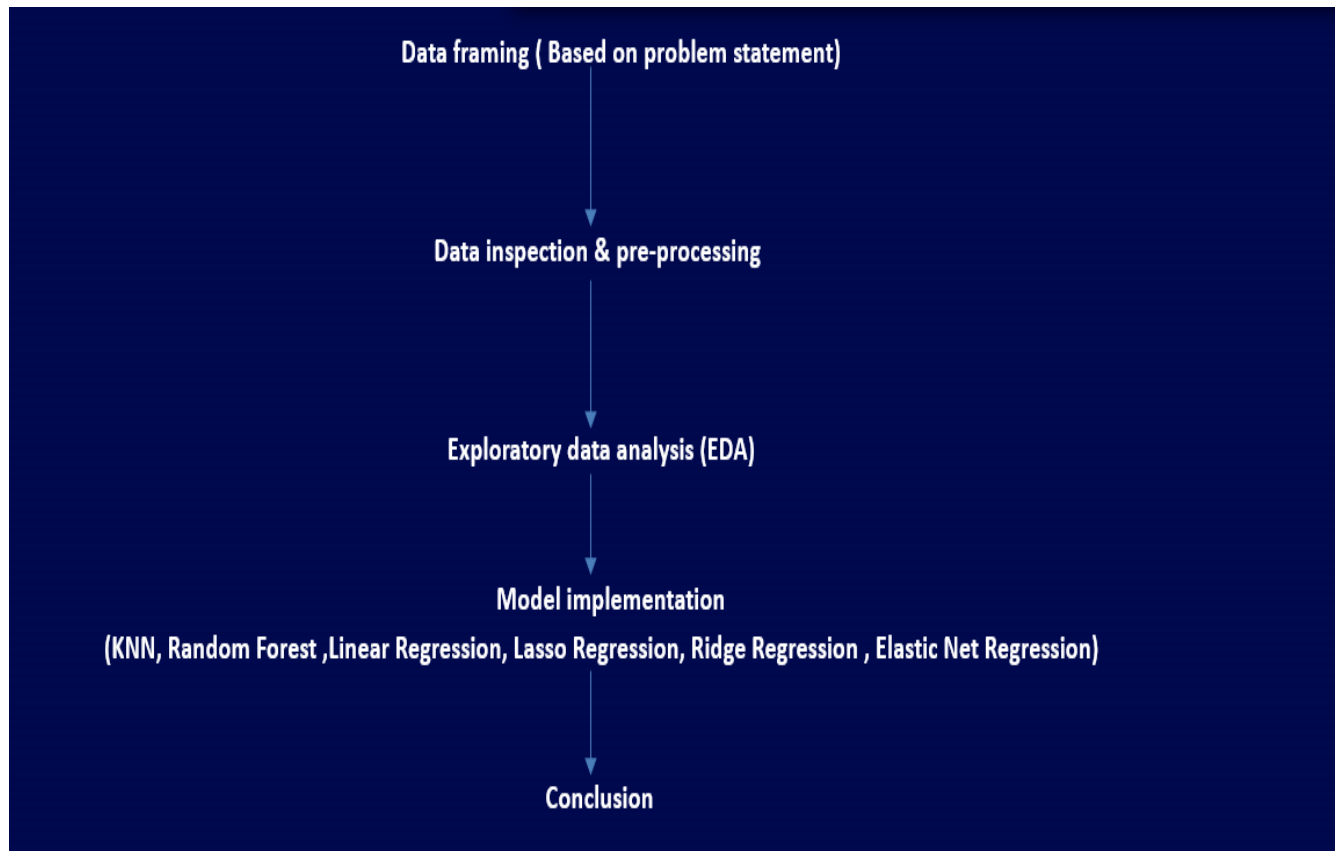 Data framing ( Based on problem statement)
Data inspection & pre-processing
Exploratory data analysis (EDA)
Model implementation
(KNN, Random Forest ,Linear Regression, Lasso Regression, Ridge Regression , Elastic Net Regression)
Conclusion